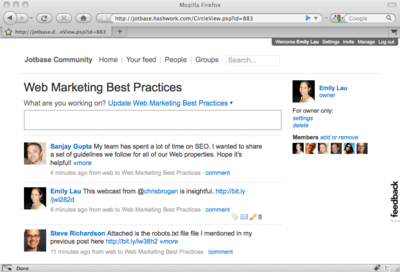 Mozilla Firefox
http://jotbase.hashwork.com/CircleView.psp?id=883
Google
http://jotbase.d...eView.psp?id=883
Welcome Emily Lau Settings Invite Manage Log out
Jotbase Community Home | Your feed | People | Groups Search...
Web Marketing Best Practices
What are you working on? Update Web Marketing Best Practices ▾
Emily Lau
owner
For owner only:
settings
delete
Members add or remove
Sanjay Gupta My team has spent a lot of time on SEO. I wanted to
share a set of guidelines we follow for all of our Web properties. Hope it's
helpful! »more
4 minutes ago from web to Web Marketing Best Practices · comment
Emily Lau This webcast from @chrisbrogan is insightful. http://bit.ly
/jwi282d
8 minutes ago from web to Web Marketing Best Practices · comment
Steve Richardson Attached is the robots.txt file file I mentioned in my
previous post here http://bit.ly/iw38h2 »more
11 minutes ago from web to Web Marketing Best Practices · comment
feedback
Done